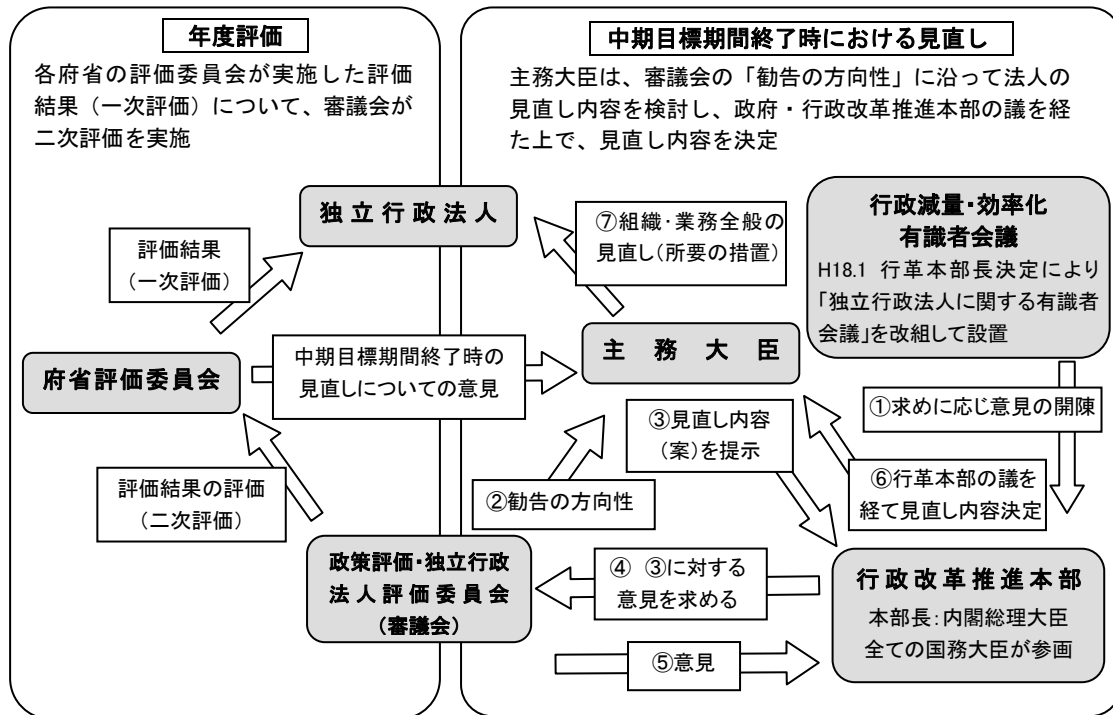 年度評価
各府省の評価委員会が実施した評価
結果（一次評価）について、審議会が
二次評価を実施
中期目標期間終了時における見直し
主務大臣は、審議会の「勧告の方向性」に沿って法人の
見直し内容を検討し、政府・行政改革推進本部の議を経
た上で、見直し内容を決定
独立行政法人
評価結果
（一次評価）
⑦組織・業務全般の
見直し（所要の措置）
行政減量・効率化
有識者会議
H18.1 行革本部長決定により
「独立行政法人に関する有識者
会議」を改組して設置
府省評価委員会
中期目標期間終了時の
見直しについての意見
主務大臣
①求めに応じ意見の開陳
③見直し内容
（案）を提示
評価結果の評価
（二次評価）
②勧告の方向性
⑥行革本部の議を
経て見直し内容決定
政策評価・独立行政
法人評価委員会
（審議会）
④ ③に対する
意見を求める
行政改革推進本部
本部長：内閣総理大臣
全ての国務大臣が参画
⑤意見